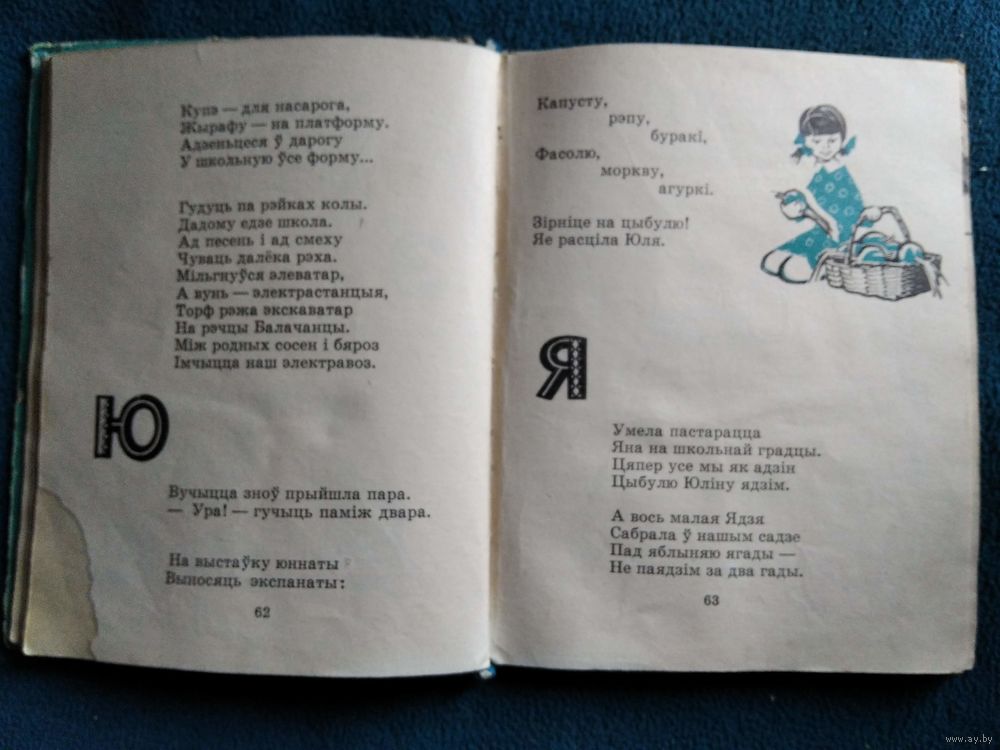 Купэ — для насарога,
Жырафу — на платформу.
Адзеньцеся ў дарогу
У школьную ўсе форму...
Гудуць па рэйках колы.
Дадому едзе школа.
Ад песень і ад смеху
Чуваць далёка рэха.
Мільгнуўся элеватар,
А вунь — электрастанцыя,
Торф рэжа экскаватар
На рэчцы Балачанцы.
Між родных сосен і бяроз
Імчыцца наш электравоз.
Ю
Вучыцца зноў прыйшла пара.
— Ура! — гучыць паміж двара.
На выстаўку юннаты
Выносяць экспанаты:
62
Капусту,
рэпу,
буракі,
Фасолю,
моркву,
агуркі.
Зірніце на цыбулю!
Яе расціла Юля.
Я
Умела пастарацца
Яна на школьнай градцы.
Цяпер усе мы як адзін
Цыбулю Юліну ядзім.
А вось малая Ядзя
Сабрала ў нашым садзе
Пад яблыняю ягады —
Не паядзім за два гады.
63
www.ay.by